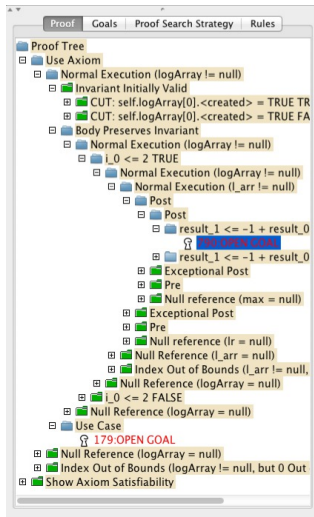 Proof Goals Proof Search Strategy Rules
Proof Tree
Use Axiom
Normal Execution (logArray != null)
Invariant Initially Valid
CUT: self.logArray[0].<created> = TRUE TR
CUT: self.logArray[0].<created> = TRUE FA
Body Preserves Invariant
Normal Execution (logArray != null)
i_0 <= 2 TRUE
Normal Execution (logArray != null)
Normal Execution (l_arr != null)
Post
Post
result_1 <= -1 + result_0
OPEN GOAL
result_1 <= -1 + result_0
Exceptional Post
Pre
Null reference (max = null)
Exceptional Post
Pre
Null reference (lr = null)
Null Reference (l_arr = null)
Index Out of Bounds (l_arr != null,
Null Reference (logArray = null)
i_0 <= 2 FALSE
Null Reference (logArray = null)
Use Case
179:OPEN GOAL
Null Reference (logArray = null)
Index Out of Bounds (logArray != null, but 0 Out
Show Axiom Satisfiability